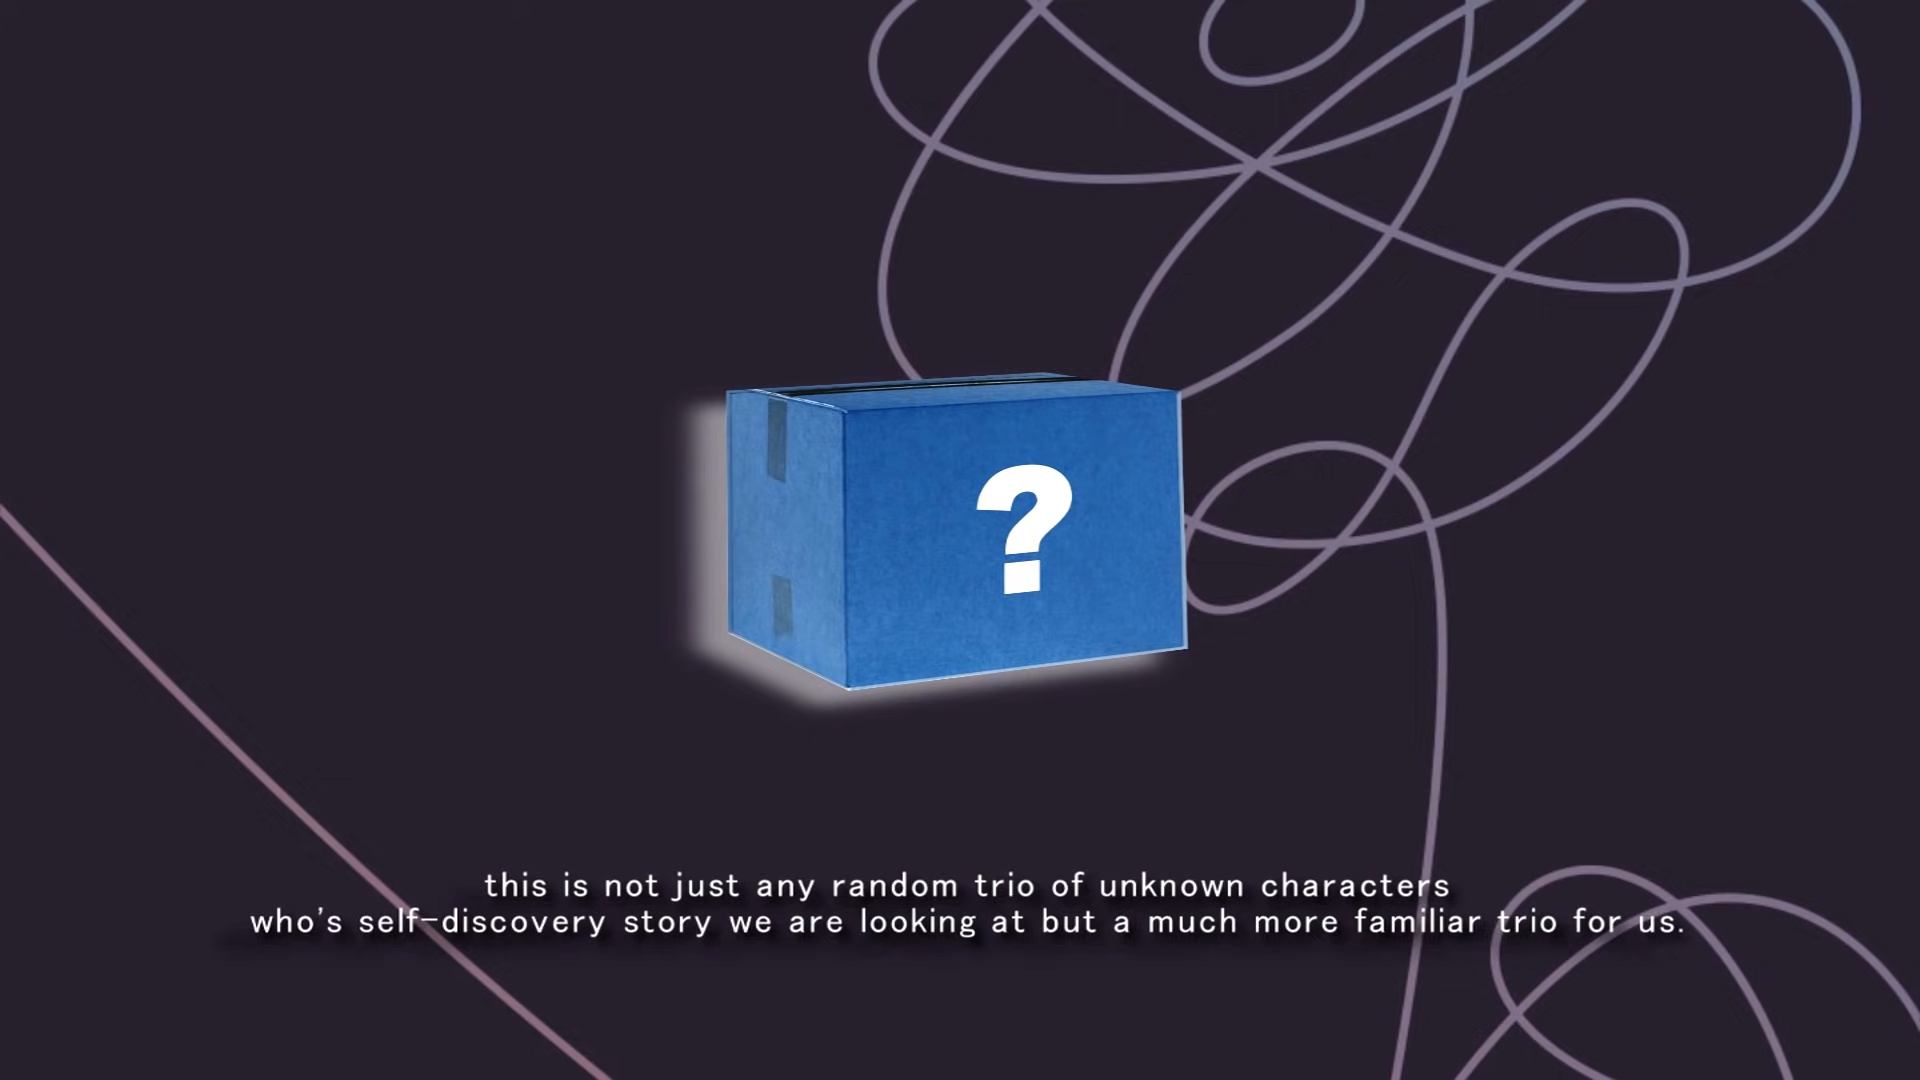 ?
this is not just any random trio of unknown characters
who's self-discovery story we are looking at but a much more familiar trio for us.